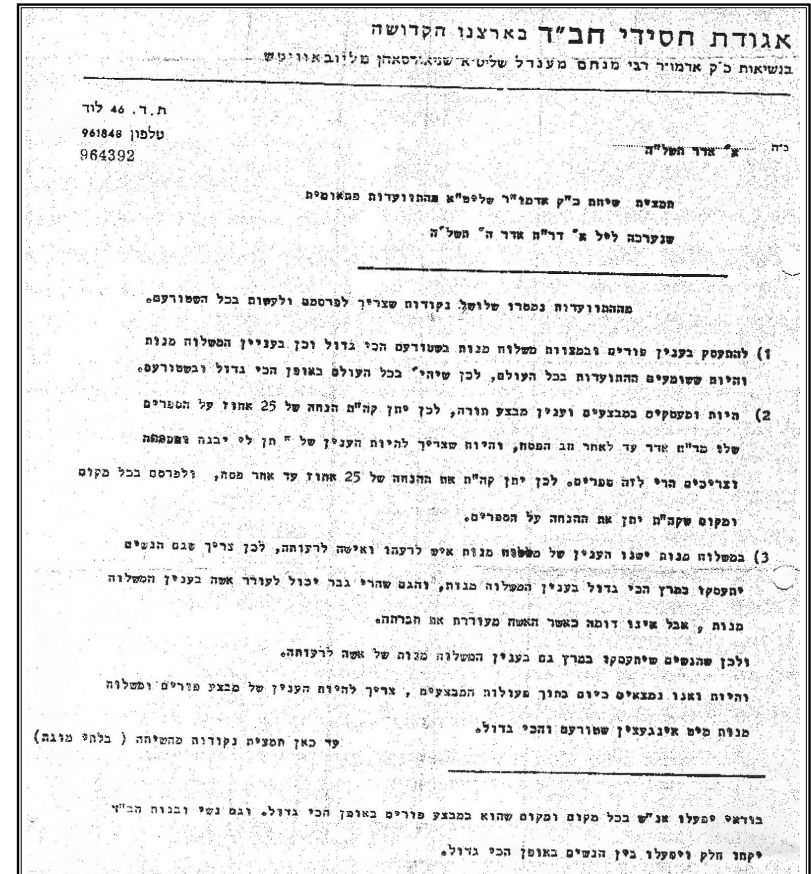 אגודת חסידי חב״ד בארצנו הקדושה
בנשיאות כ״ק אדמו״ר רבי מנחם מענדל שליט״א שניאורסאהן מליובאוויטש
ת.ד. 46 לוד
טלפון 961848
964392
ב״ה א׳ אדר תשל״ה
תמצית שיחת כ״ק אדמו״ר שליט״א מהתוועדות פתאומית
שנערכה ליל א׳ דר״ח אדר ה׳ תשל״ה
מההתוועדות נמסרו שלושל נקודות שצריך לפרסמם ולעשות בכל השטורעם.
1) להתעסק בענין פורים ובמצוות משלוח מנות בשטורעם הכי גדול וכן בעניין המשלוח מנות
והיות ששומעים ההתועדות בכל העולם, לכן שיהי׳ בכל העולם באופן הכי גדול ובשטורעם.
2) היות ומעסקים במבצעים וענין מבצע תורה, לכן יתן קה״ת הנחה של 25 אחוז על הספרים
שלו מר״ח אדר עד לאחר חג הפסח, והיות שצריך להיות הענין של ״ תן לי יבנה
וצריכים הרי לזה ספרים. לכן יתן קה״ת את ההנחה של 25 אחוז עד אחר פסח, ולפרסם בכל מקום
ומקום שקה״ת יתן את ההנחה על הספרים.
3) במשלוח מנות ישנו הענין של משלוח מנות איש לרעהו ואישה לרעותה, לכן צריך שגם הנשים
יתעסקו במרץ הכי גדול בענין המשלוח מנות, והגם שהרי גבר יכול לעורר אשה בענין המשלוח
מנות , אבל אינו דומה כאשר האשה מעוררת את חברתה.
ולכן שהנשים שיתעסקו במרץ גם בענין המשלוח מנות של אשה לרעותה.
והיות ואנו נמצאים כיום בתוך פעולות המבצעים , צריך להיות הענין של מבצע פורים ומשלוח
מנות מיט אינגעצין שטורעם והכי גדול.
עד כאן תמצית נקודות מהשיחה ( בלתי מוגה)
בודאי יפעלו אנ״ש בכל מקום ומקום שהוא במבצע פורים באופן הכי גדול. וגם נשי ובנות חב״ד
יקחו חלק ויפעלו בין הנשים באופן הכי גדול.